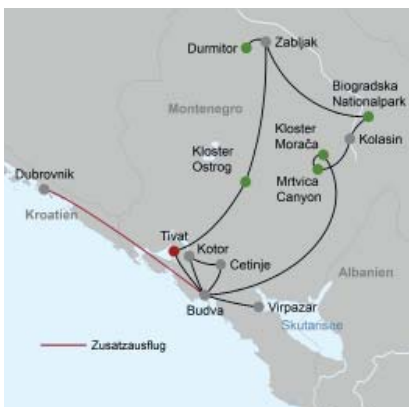 Durmitor
Zabljak
Biogradska
Nationalpark
Montenegro
Kloster
Morača
Kolasin
Kloster
Ostrog
Mrtvica
Canyon
Dubrovnik
Kroatien
Tivat
Kotor
Cetinje
Albanien
Budva
Virpazar
Skutarisee
Zusatzausflug